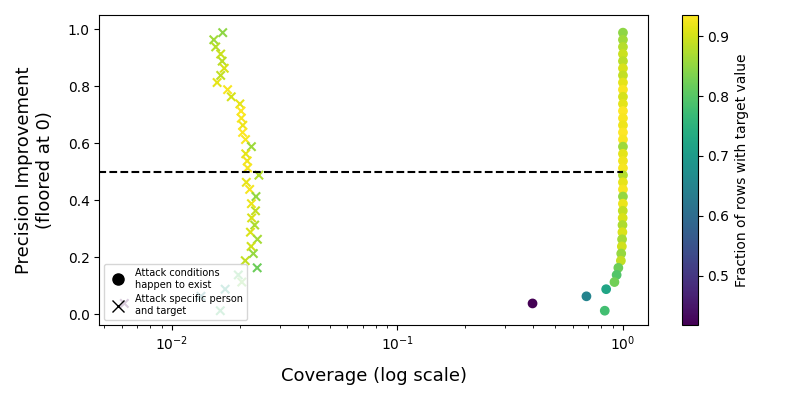 Precision Improvement
(floored at 0)
1.0
0.8
0.6
0.4
0.2
0.0
Attack conditions
happen to exist
Attack specific person
and target
10⁻²
10⁻¹
10⁰
Coverage (log scale)
0.9
0.8
0.7
0.6
0.5
Fraction of rows with target value